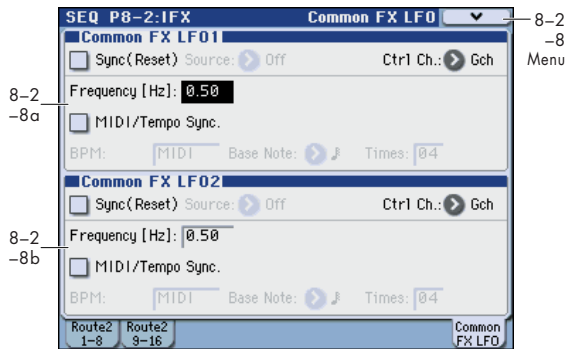 SEQ P8-2:IFX Common FX LFO
8-2
-8
Menu
Common FX LFO1
Sync(Reset) Source: Off Ctrl Ch.: Gch
8-2
-8a
Frequency [Hz]: 0.50
MIDI/Tempo Sync.
BPM: MIDI Base Note: ♪ Times: 04
Common FX LFO2
Sync(Reset) Source: Off Ctrl Ch.: Gch
8-2
-8b
Frequency [Hz]: 0.50
MIDI/Tempo Sync.
BPM: MIDI Base Note: ♪ Times: 04
Route2
1-8
Route2
9-16
Common
FX LFO